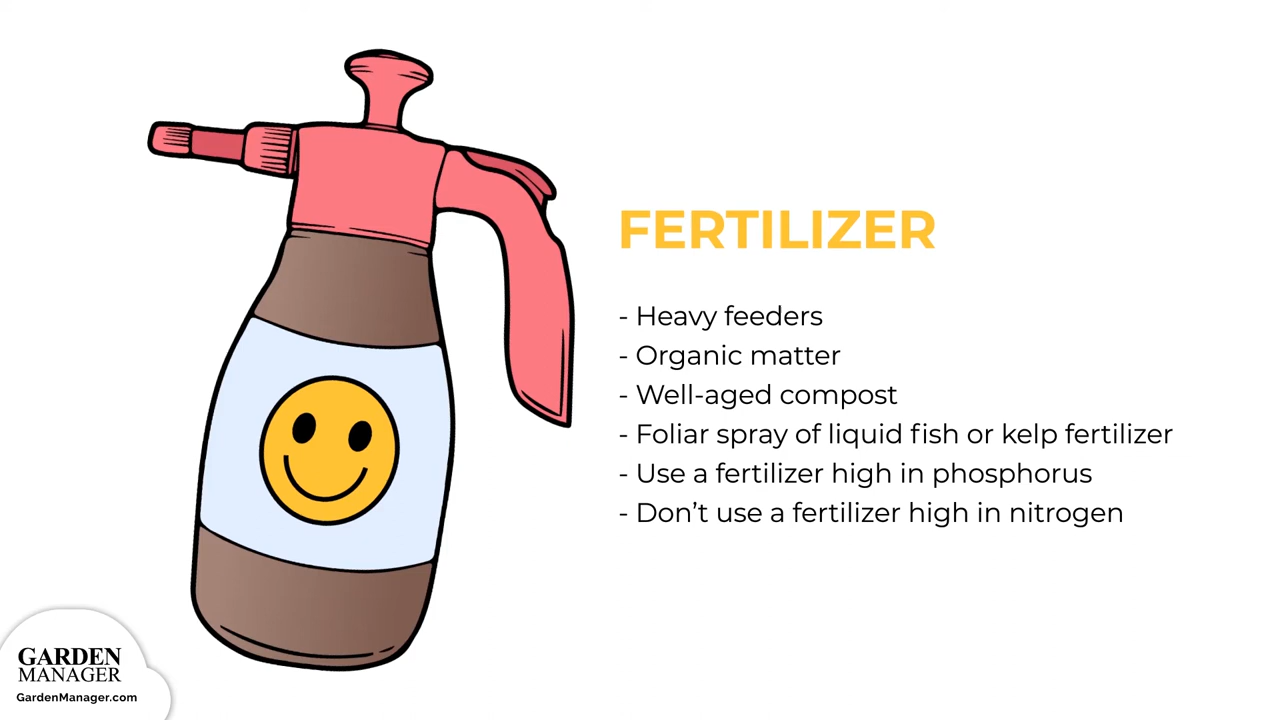 FERTILIZER
- Heavy feeders
- Organic matter
- Well-aged compost
- Foliar spray of liquid fish or kelp fertilizer
- Use a fertilizer high in phosphorus
- Don’t use a fertilizer high in nitrogen
GARDEN
MANAGER
GardenManager.com